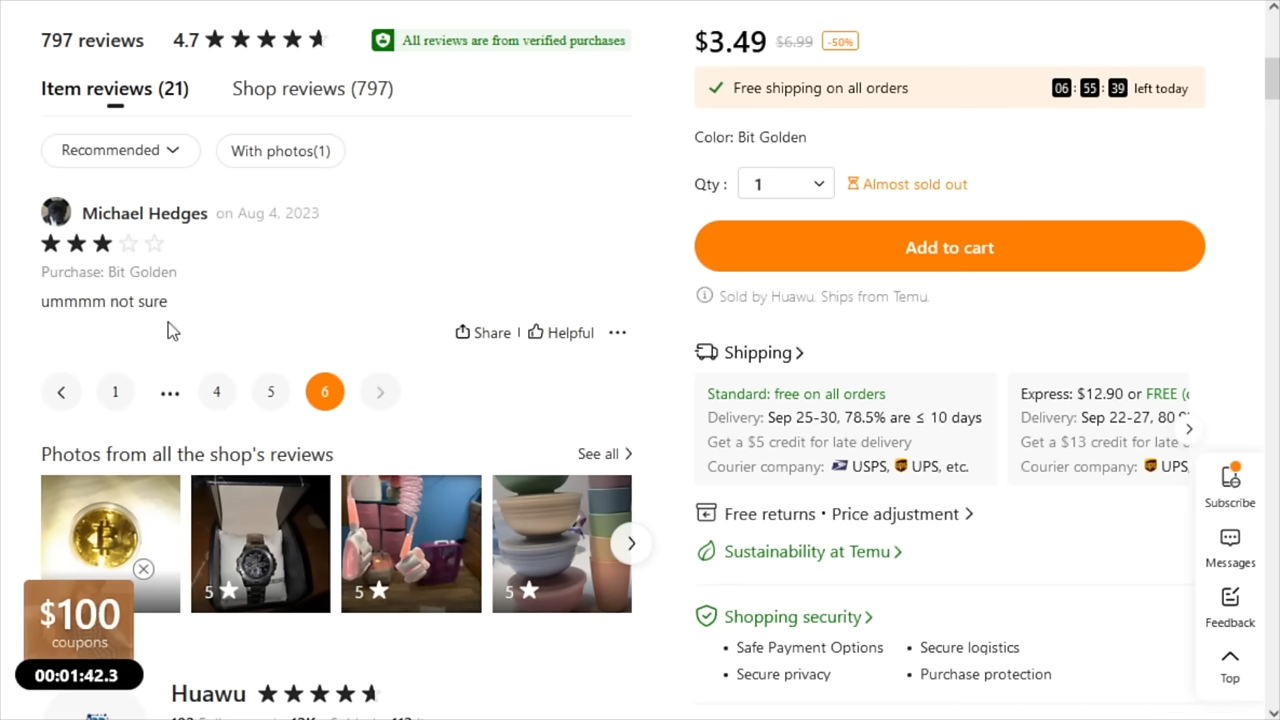 797 reviews 4.7
All reviews are from verified purchases
Item reviews (21) Shop reviews (797)
Recommended With photos(1)
Michael Hedges on Aug 4, 2023
Purchase: Bit Golden
ummmm not sure
Share | Helpful ...
1 ... 4 5 6
Photos from all the shop's reviews See all
5 5 5
$100
coupons
00:01:42.3
Huawu
$3.49 $6.99 -50%
Free shipping on all orders 06 : 55 : 39 left today
Color: Bit Golden
Qty : 1 Almost sold out
Add to cart
Sold by Huawu. Ships from Temu.
Shipping
Standard: free on all orders
Delivery: Sep 25-30, 78.5% are ≤ 10 days
Get a $5 credit for late delivery
Courier company: USPS, UPS, etc.
Express: $12.90 or FREE
Delivery: Sep 22-27,
Get a $13 credit for late
Courier company: UPS,
Free returns · Price adjustment
Sustainability at Temu
Shopping security
• Safe Payment Options • Secure logistics
• Secure privacy • Purchase protection
Subscribe
Messages
Feedback
Top